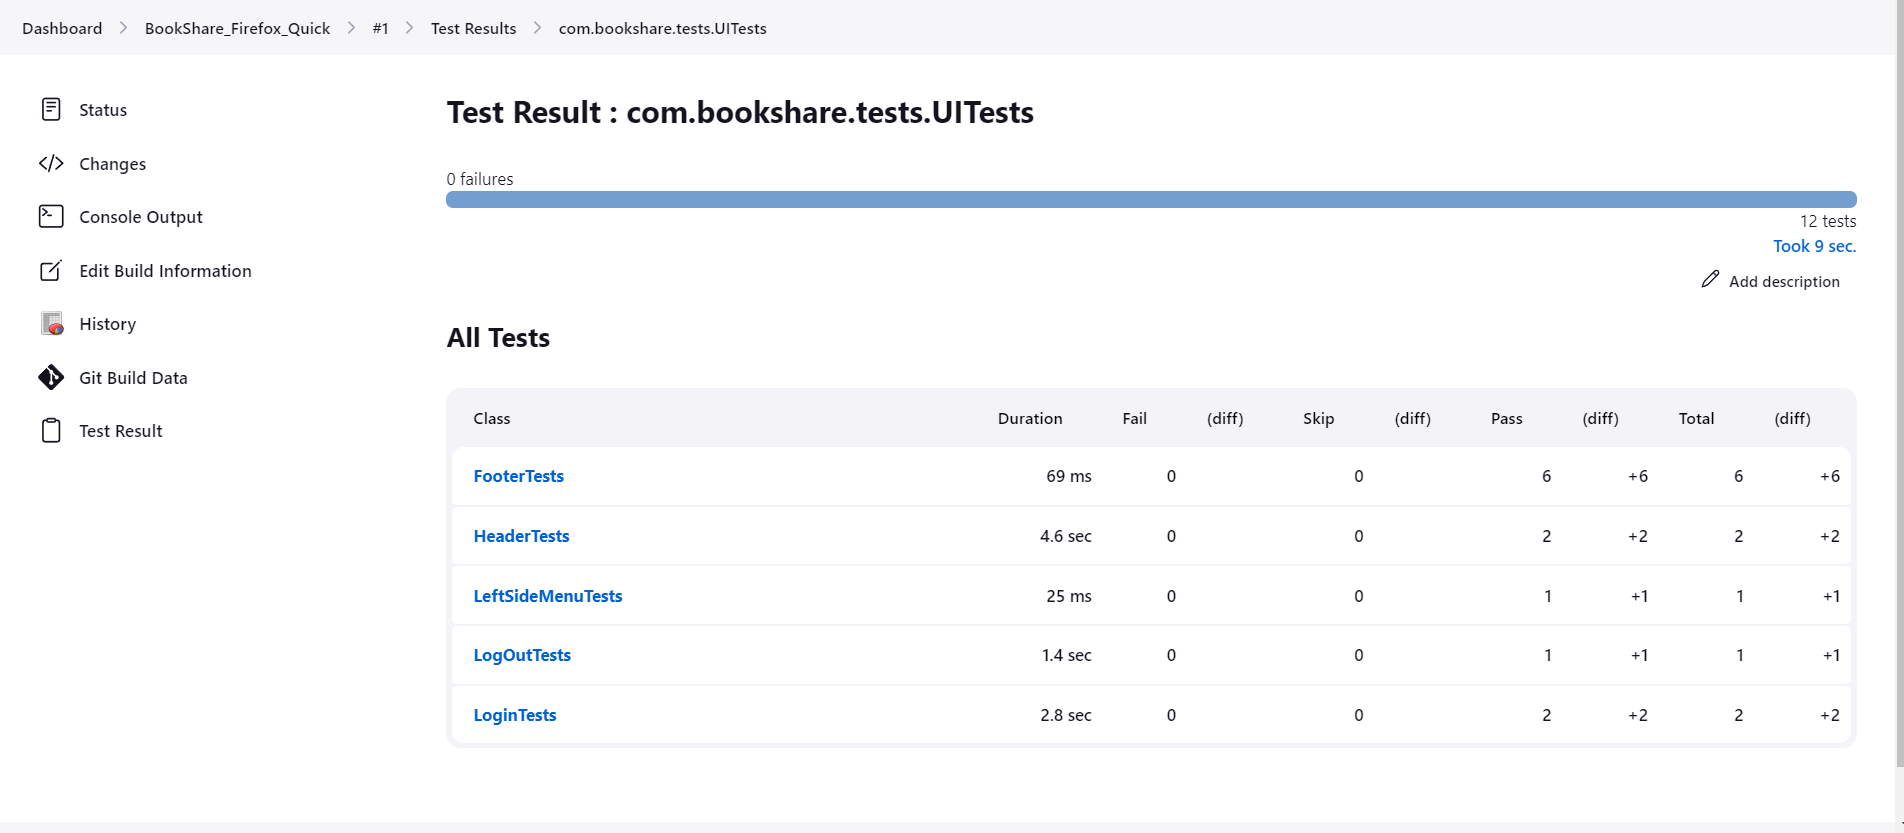 Dashboard > BookShare_Firefox_Quick > #1 > Test Results > com.bookshare.tests.UITests
Status
Changes
Console Output
Edit Build Information
History
Git Build Data
Test Result
Test Result : com.bookshare.tests.UITests
0 failures
12 tests
Took 9 sec.
Add description
All Tests
Class Duration Fail (diff) Skip (diff) Pass (diff) Total (diff)
FooterTests 69 ms 0 0 6 +6 6 +6
HeaderTests 4.6 sec 0 0 2 +2 2 +2
LeftSideMenuTests 25 ms 0 0 1 +1 1 +1
LogOutTests 1.4 sec 0 0 1 +1 1 +1
LoginTests 2.8 sec 0 0 2 +2 2 +2